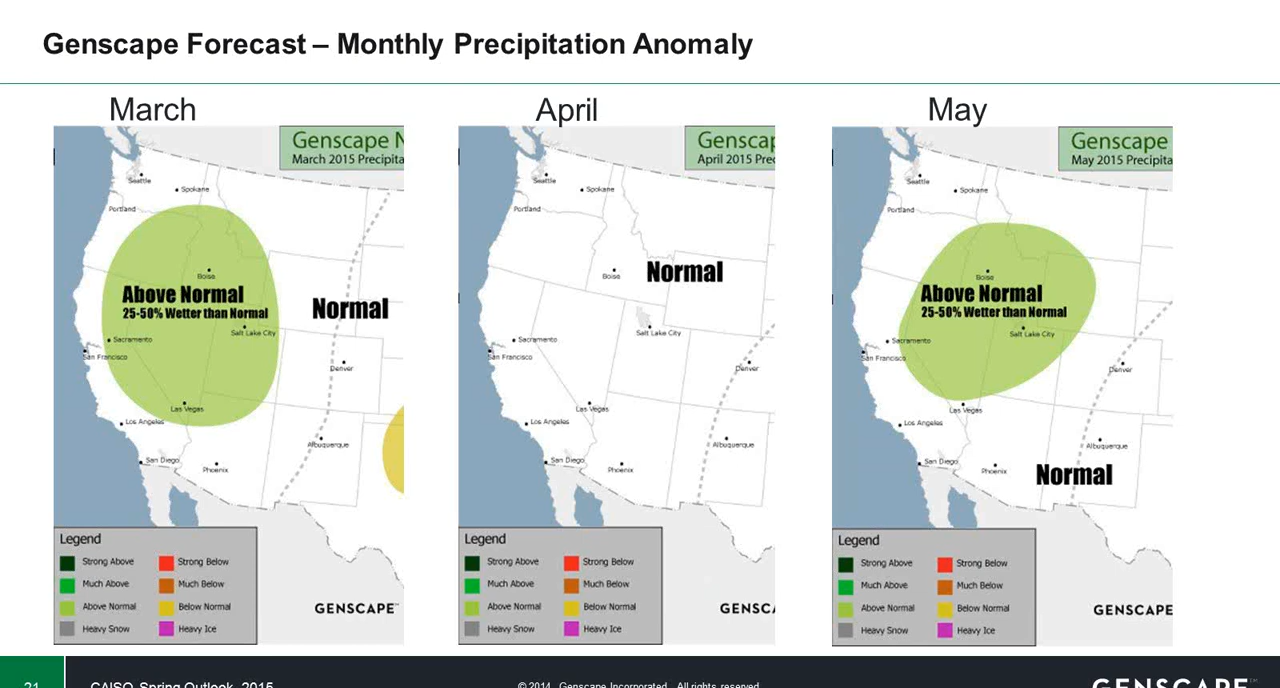 Genscape Forecast – Monthly Precipitation Anomaly
March
Genscape N
March 2015 Precipita
Seattle
Spokane
Portland
Boise
Above Normal
25-50% Wetter than Normal
Normal
Salt Lake City
Sacramento
San Francisco
Denver
Las Vegas
Los Angeles
Albuquerque
San Diego
Phoenix
Legend
Strong Above
Strong Below
Much Above
Much Below
Above Normal
Below Normal
Heavy Snow
Heavy Ice
GENSCAPE™
April
Genscap
April 2015 Prec
Seattle
Spokane
Portland
Boise
Normal
Salt Lake City
Sacramento
San Francisco
Denver
Las Vegas
Los Angeles
Albuquerque
San Diego
Phoenix
Legend
Strong Above
Strong Below
Much Above
Much Below
Above Normal
Below Normal
Heavy Snow
Heavy Ice
GENSCA
May
Genscape
May 2015 Precipita
Seattle
Spokane
Portland
Boise
Above Normal
25-50% Wetter than Normal
Salt Lake City
Sacramento
San Francisco
Denver
Las Vegas
Los Angeles
Albuquerque
San Diego
Phoenix
Normal
Legend
Strong Above
Strong Below
Much Above
Much Below
Above Normal
Below Normal
Heavy Snow
Heavy Ice
GENSCAPE
21
CAISO Spring Outlook, 2015
© 2014. Genscape Incorporated. All rights reserved.
GENSCAPE™